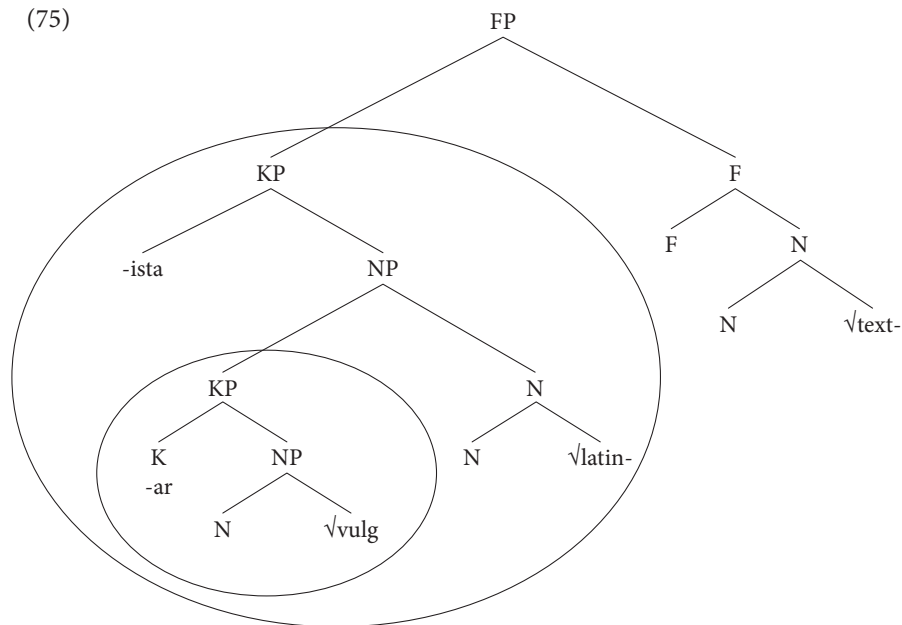 (75)
FP
KP F
-ista NP F N
N √text-
KP N
K NP N √latin-
-ar
N √vulg